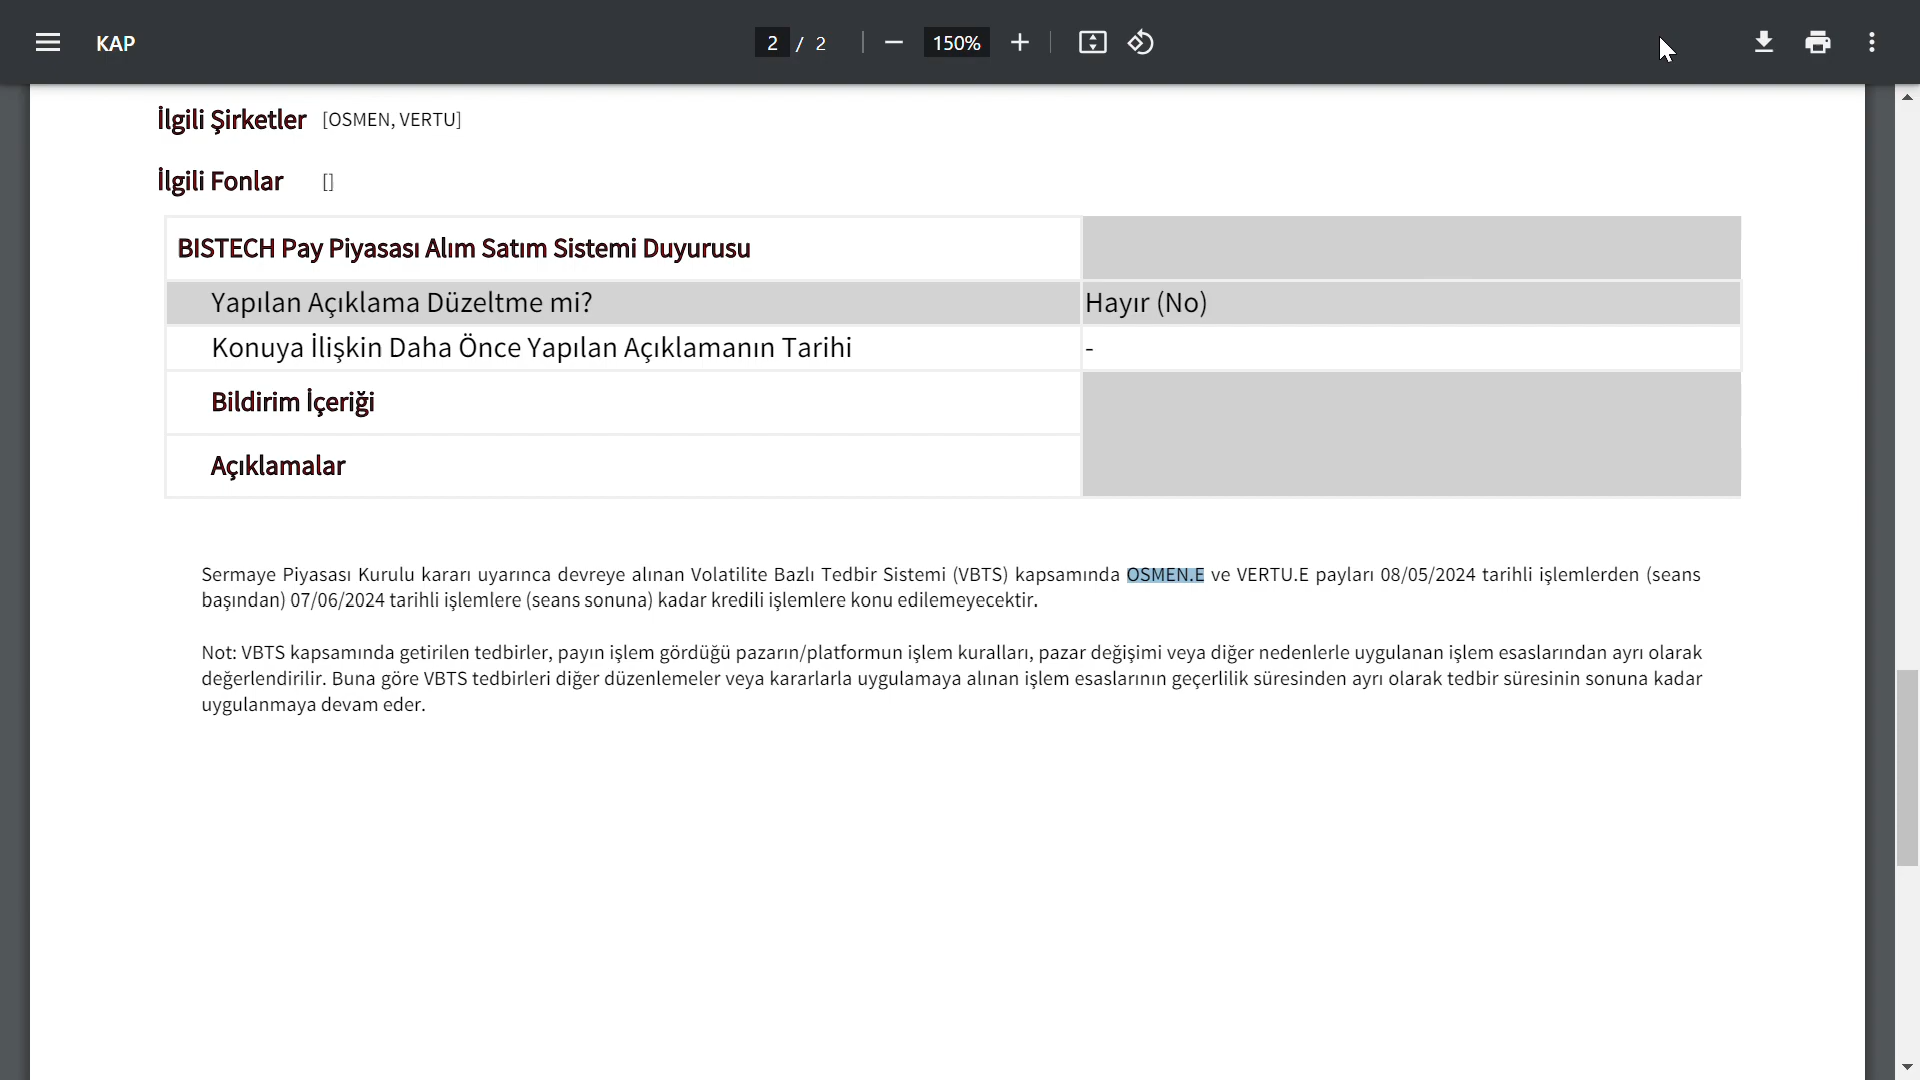 KAP
2 / 2
150%
İlgili Şirketler [OSMEN, VERTU]
İlgili Fonlar []
BISTECH Pay Piyasası Alım Satım Sistemi Duyurusu
Yapılan Açıklama Düzeltme mi? Hayır (No)
Konuya İlişkin Daha Önce Yapılan Açıklamanın Tarihi -
Bildirim İçeriği
Açıklamalar
Sermaye Piyasası Kurulu kararı uyarınca devreye alınan Volatilite Bazlı Tedbir Sistemi (VBTS) kapsamında OSMEN.E ve VERTU.E payları 08/05/2024 tarihli işlemlerden (seans
başından) 07/06/2024 tarihli işlemlere (seans sonuna) kadar kredili işlemlere konu edilemeyecektir.
Not: VBTS kapsamında getirilen tedbirler, payın işlem gördüğü pazarın/platformun işlem kuralları, pazar değişimi veya diğer nedenlerle uygulanan işlem esaslarından ayrı olarak
değerlendirilir. Buna göre VBTS tedbirleri diğer düzenlemeler veya kararlarla uygulamaya alınan işlem esaslarının geçerlilik süresinden ayrı olarak tedbir süresinin sonuna kadar
uygulanmaya devam eder.